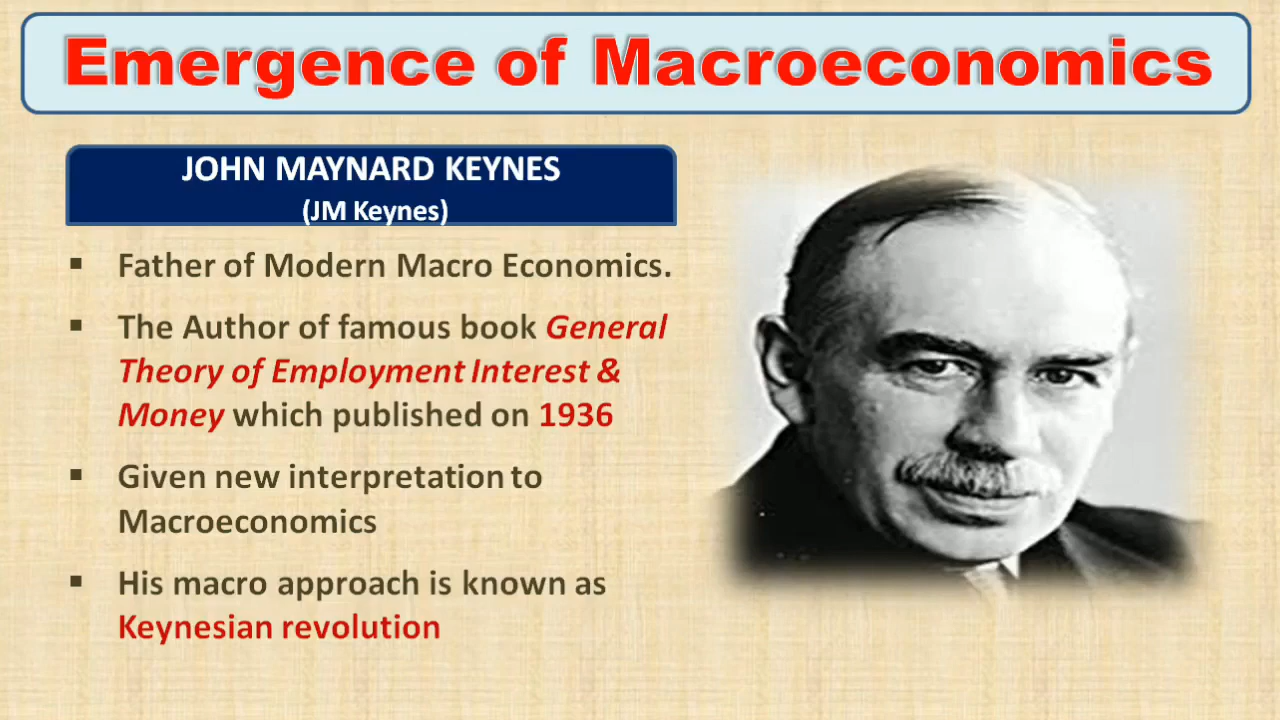 Emergence of Macroeconomics
JOHN MAYNARD KEYNES
(JM Keynes)
▪ Father of Modern Macro Economics.
▪ The Author of famous book General
Theory of Employment Interest &
Money which published on 1936
▪ Given new interpretation to
Macroeconomics
▪ His macro approach is known as
Keynesian revolution